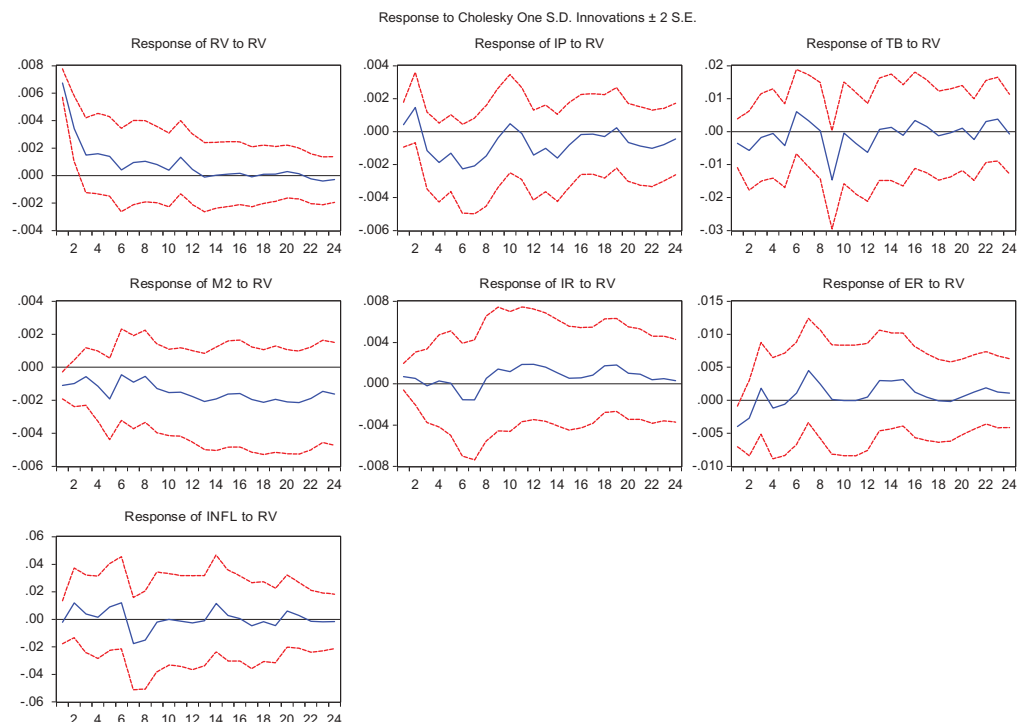 Response to Cholesky One S.D. Innovations ± 2 S.E.
Response of RV to RV
.008
.006
.004
.002
.000
-.002
-.004
2 4 6 8 10 12 14 16 18 20 22 24
Response of IP to RV
.004
.002
.000
-.002
-.004
-.006
2 4 6 8 10 12 14 16 18 20 22 24
Response of TB to RV
.02
.01
.00
-.01
-.02
-.03
2 4 6 8 10 12 14 16 18 20 22 24
Response of M2 to RV
.004
.002
.000
-.002
-.004
-.006
2 4 6 8 10 12 14 16 18 20 22 24
Response of IR to RV
.008
.004
.000
-.004
-.008
2 4 6 8 10 12 14 16 18 20 22 24
Response of ER to RV
.015
.010
.005
.000
-.005
-.010
2 4 6 8 10 12 14 16 18 20 22 24
Response of INFL to RV
.06
.04
.02
.00
-.02
-.04
-.06
2 4 6 8 10 12 14 16 18 20 22 24